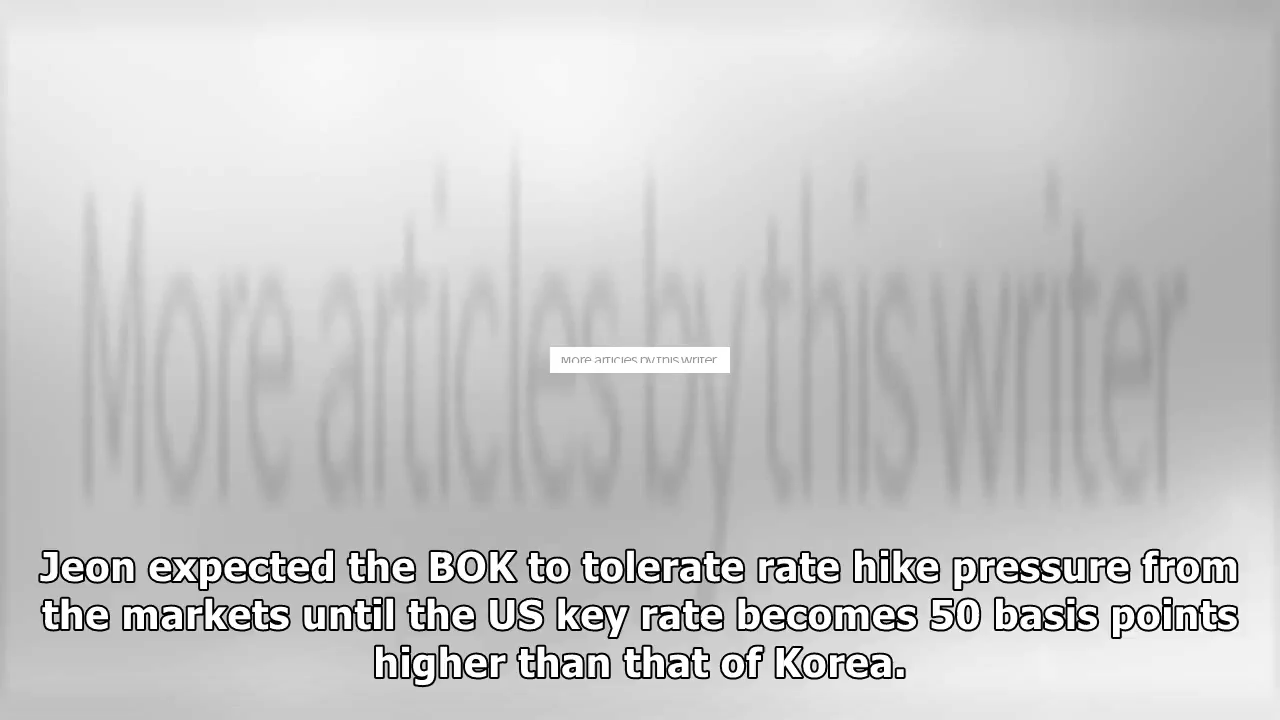 More articles by this writer
More articles by this writer
Jeon expected the BOK to tolerate rate hike pressure from
the markets until the US key rate becomes 50 basis points
higher than that of Korea.